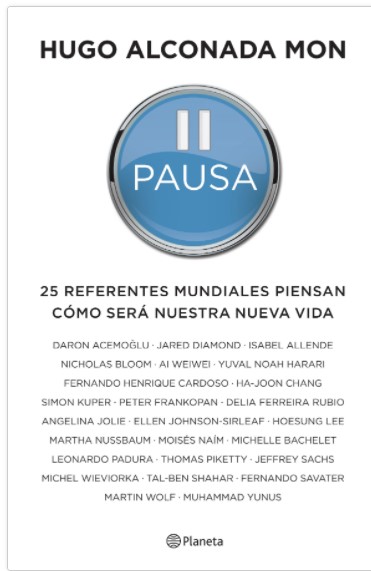 HUGO ALCONADA MON
PAUSA
25 REFERENTES MUNDIALES PIENSAN
CÓMO SERÁ NUESTRA NUEVA VIDA
DARON ACEMOĞLU · JARED DIAMOND · ISABEL ALLENDE
NICHOLAS BLOOM · AI WEIWEI · YUVAL NOAH HARARI
FERNANDO HENRIQUE CARDOSO · HA-JOON CHANG
SIMON KUPER · PETER FRANKOPAN · DELIA FERREIRA RUBIO
ANGELINA JOLIE · ELLEN JOHNSON-SIRLEAF · HOESUNG LEE
MARTHA NUSSBAUM · MOISÉS NAÍM · MICHELLE BACHELET
LEONARDO PADURA · THOMAS PIKETTY · JEFFREY SACHS
MICHEL WIEVIORKA · TAL-BEN SHAHAR · FERNANDO SAVATER
MARTIN WOLF · MUHAMMAD YUNUS
Planeta